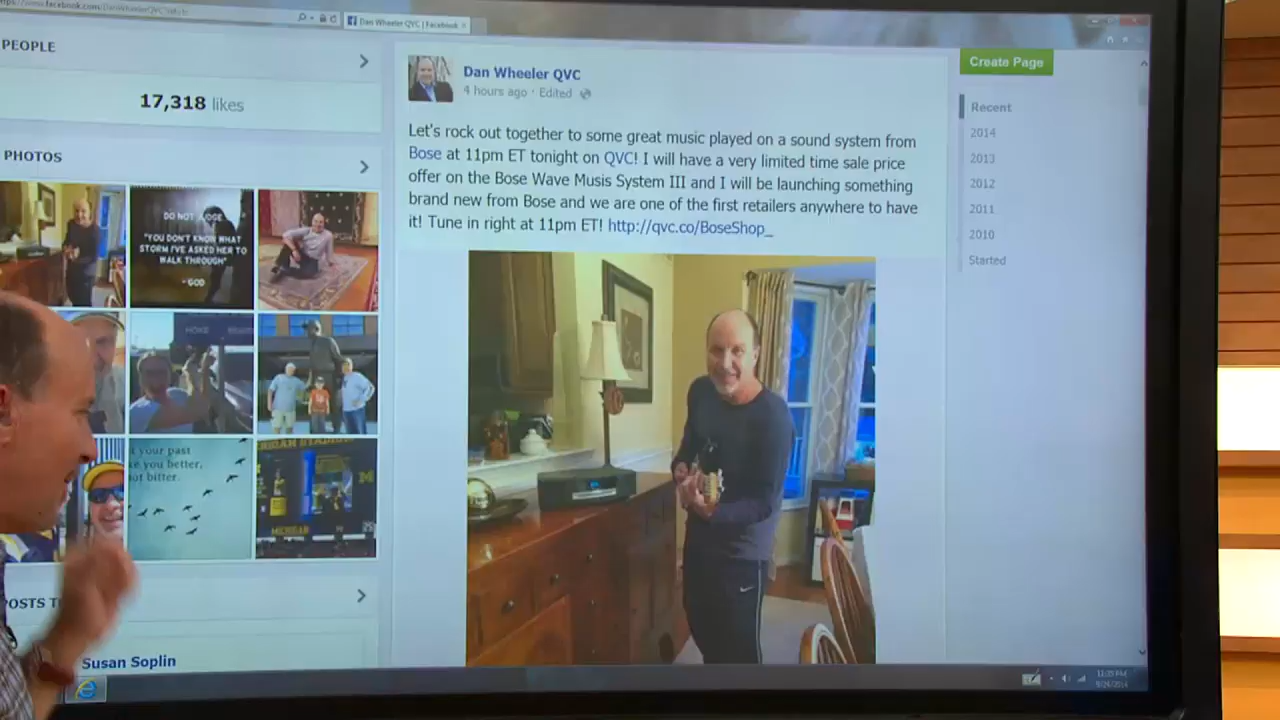 Dan Wheeler QVC | Facebook
PEOPLE
17,318 likes
PHOTOS
DO NOT JUDGE
"YOU DON'T KNOW WHAT
STORM I'VE ASKED HER TO
WALK THROUGH"
- GOD
your past
you better,
not bitter.
MICHIGAN
Susan Soplin
Dan Wheeler QVC
4 hours ago · Edited
Let's rock out together to some great music played on a sound system from
Bose at 11pm ET tonight on QVC! I will have a very limited time sale price
offer on the Bose Wave Musis System III and I will be launching something
brand new from Bose and we are one of the first retailers anywhere to have
it! Tune in right at 11pm ET! http://qvc.co/BoseShop_
Create Page
Recent
2014
2013
2012
2011
2010
Started